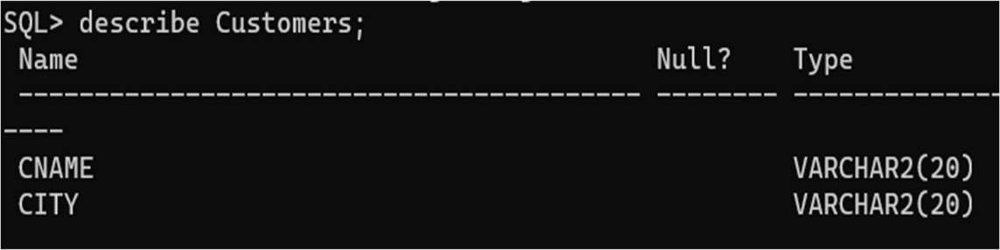 SQL> describe Customers;
Name Null? Type
----------------------------------------- -------- --------------
----
CNAME VARCHAR2(20)
CITY VARCHAR2(20)